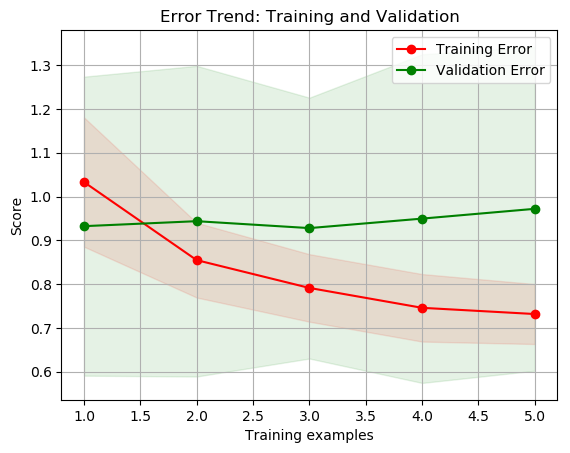 Error Trend: Training and Validation
Training Error
Validation Error
1.3
1.2
1.1
1.0
0.9
0.8
0.7
0.6
Score
1.0 1.5 2.0 2.5 3.0 3.5 4.0 4.5 5.0
Training examples